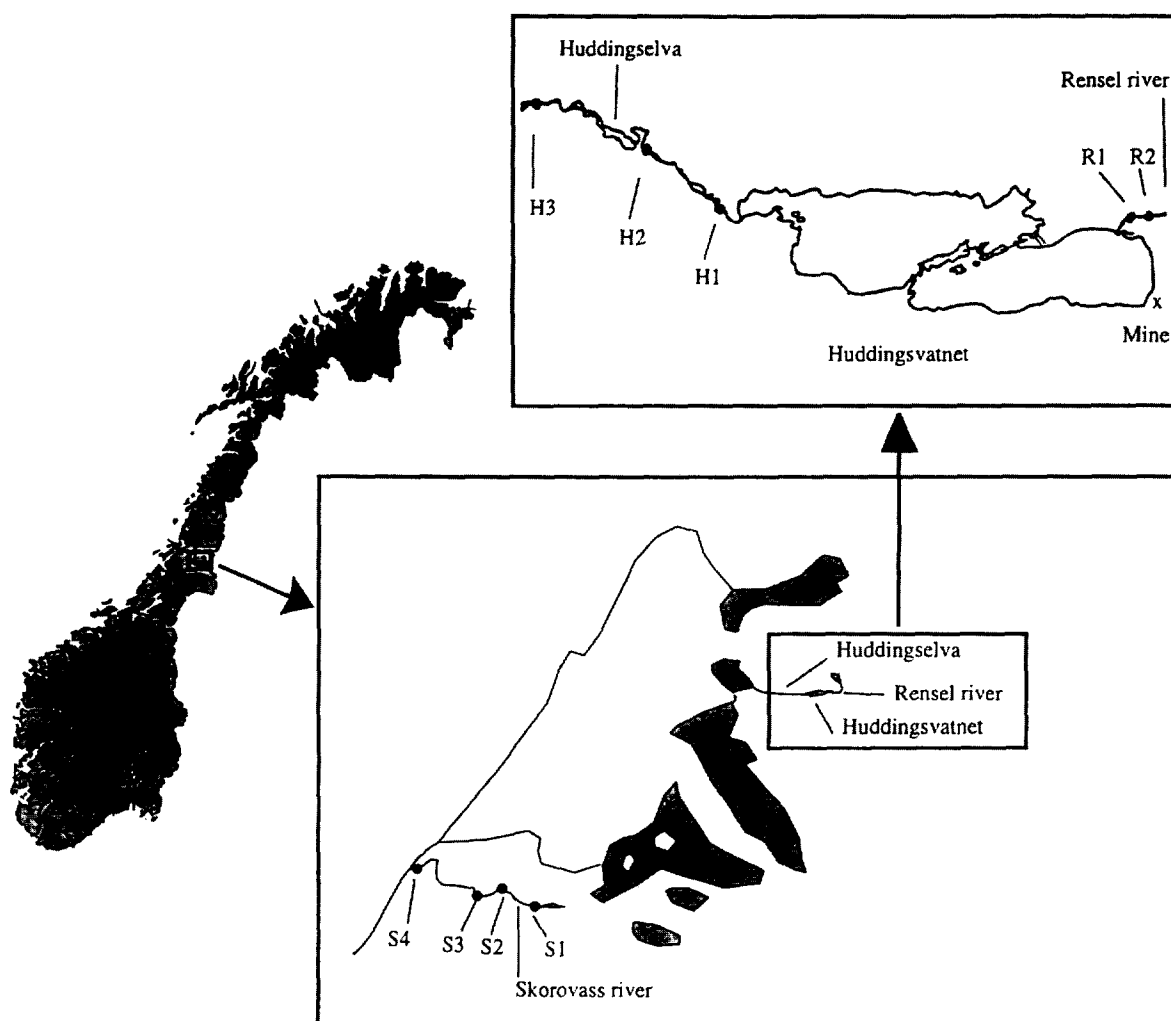 Huddingselva
Rensel river
R1 R2
H3
H2
H1
Mine
x
Huddingsvatnet
Huddingselva
Rensel river
Huddingsvatnet
S4
S3
S2
S1
Skorovass river